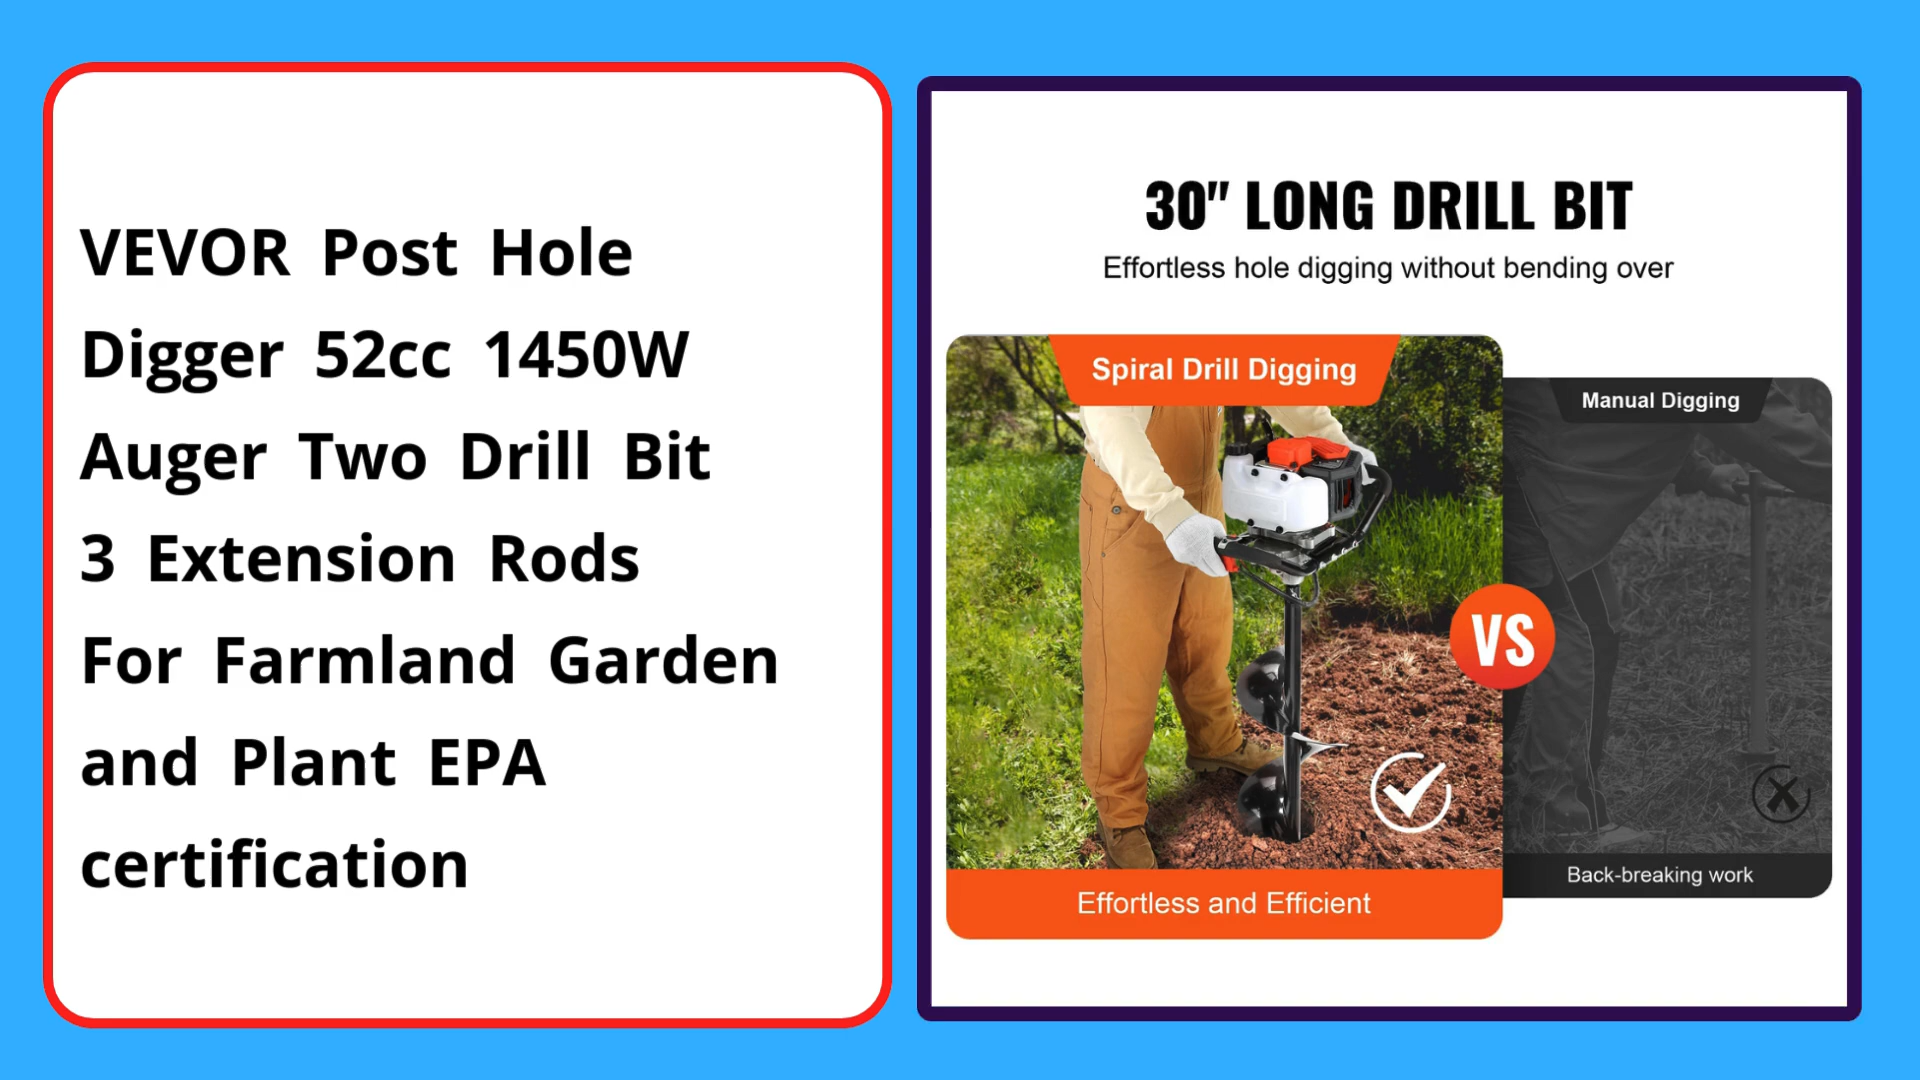 VEVOR Post Hole
Digger 52cc 1450W
Auger Two Drill Bit
3 Extension Rods
For Farmland Garden
and Plant EPA
certification
30" LONG DRILL BIT
Effortless hole digging without bending over
Spiral Drill Digging
Manual Digging
VS
Back-breaking work
Effortless and Efficient